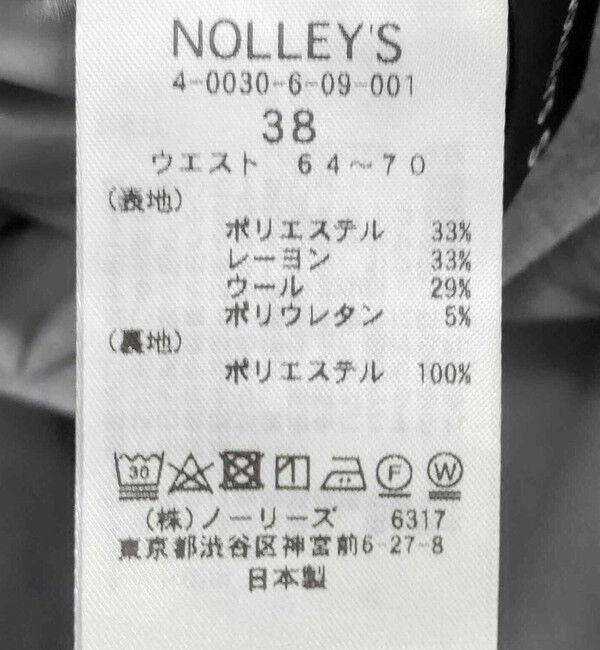 NOLLEY'S
4-0030-6-09-001
38
ウエスト 64～70
(表地)
ポリエステル 33%
レーヨン 33%
ウール 29%
ポリウレタン 5%
(裏地)
ポリエステル 100%
30 F W
(株)ノーリーズ 6317
東京都渋谷区神宮前6-27-8
日本製